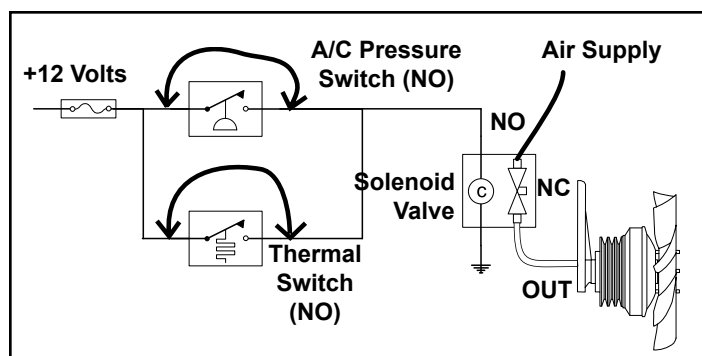 A/C Pressure
Switch (NO)
Air Supply
+12 Volts
NO
Solenoid
Valve
C
NC
Thermal
Switch
(NO)
OUT